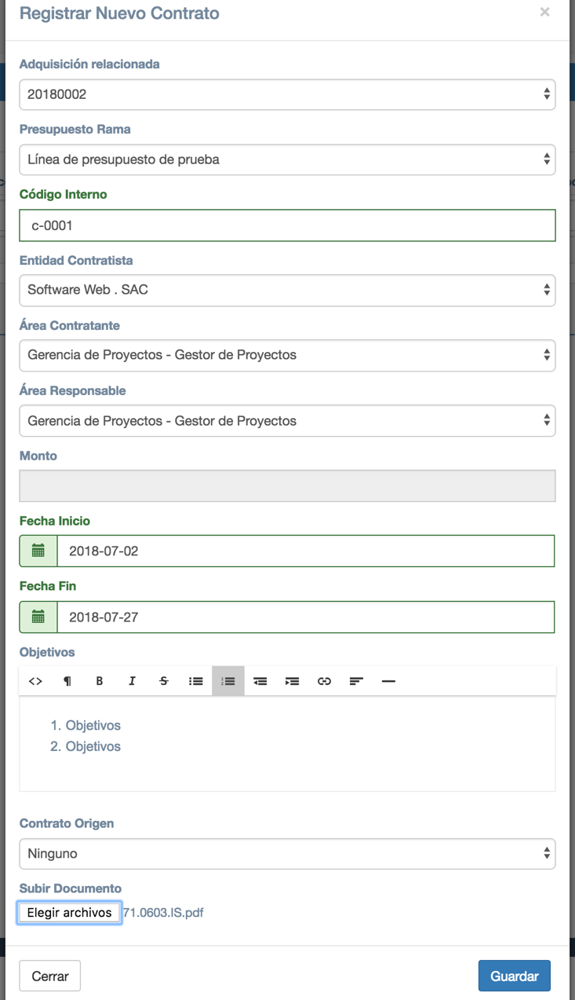 Registrar Nuevo Contrato
×
Adquisición relacionada
20180002
Presupuesto Rama
Línea de presupuesto de prueba
Código Interno
c-0001
Entidad Contratista
Software Web . SAC
Área Contratante
Gerencia de Proyectos - Gestor de Proyectos
Área Responsable
Gerencia de Proyectos - Gestor de Proyectos
Monto
Fecha Inicio
2018-07-02
Fecha Fin
2018-07-27
Objetivos
<> ¶ B I S
1. Objetivos
2. Objetivos
Contrato Origen
Ninguno
Subir Documento
Elegir archivos 71.0603.IS.pdf
Cerrar Guardar